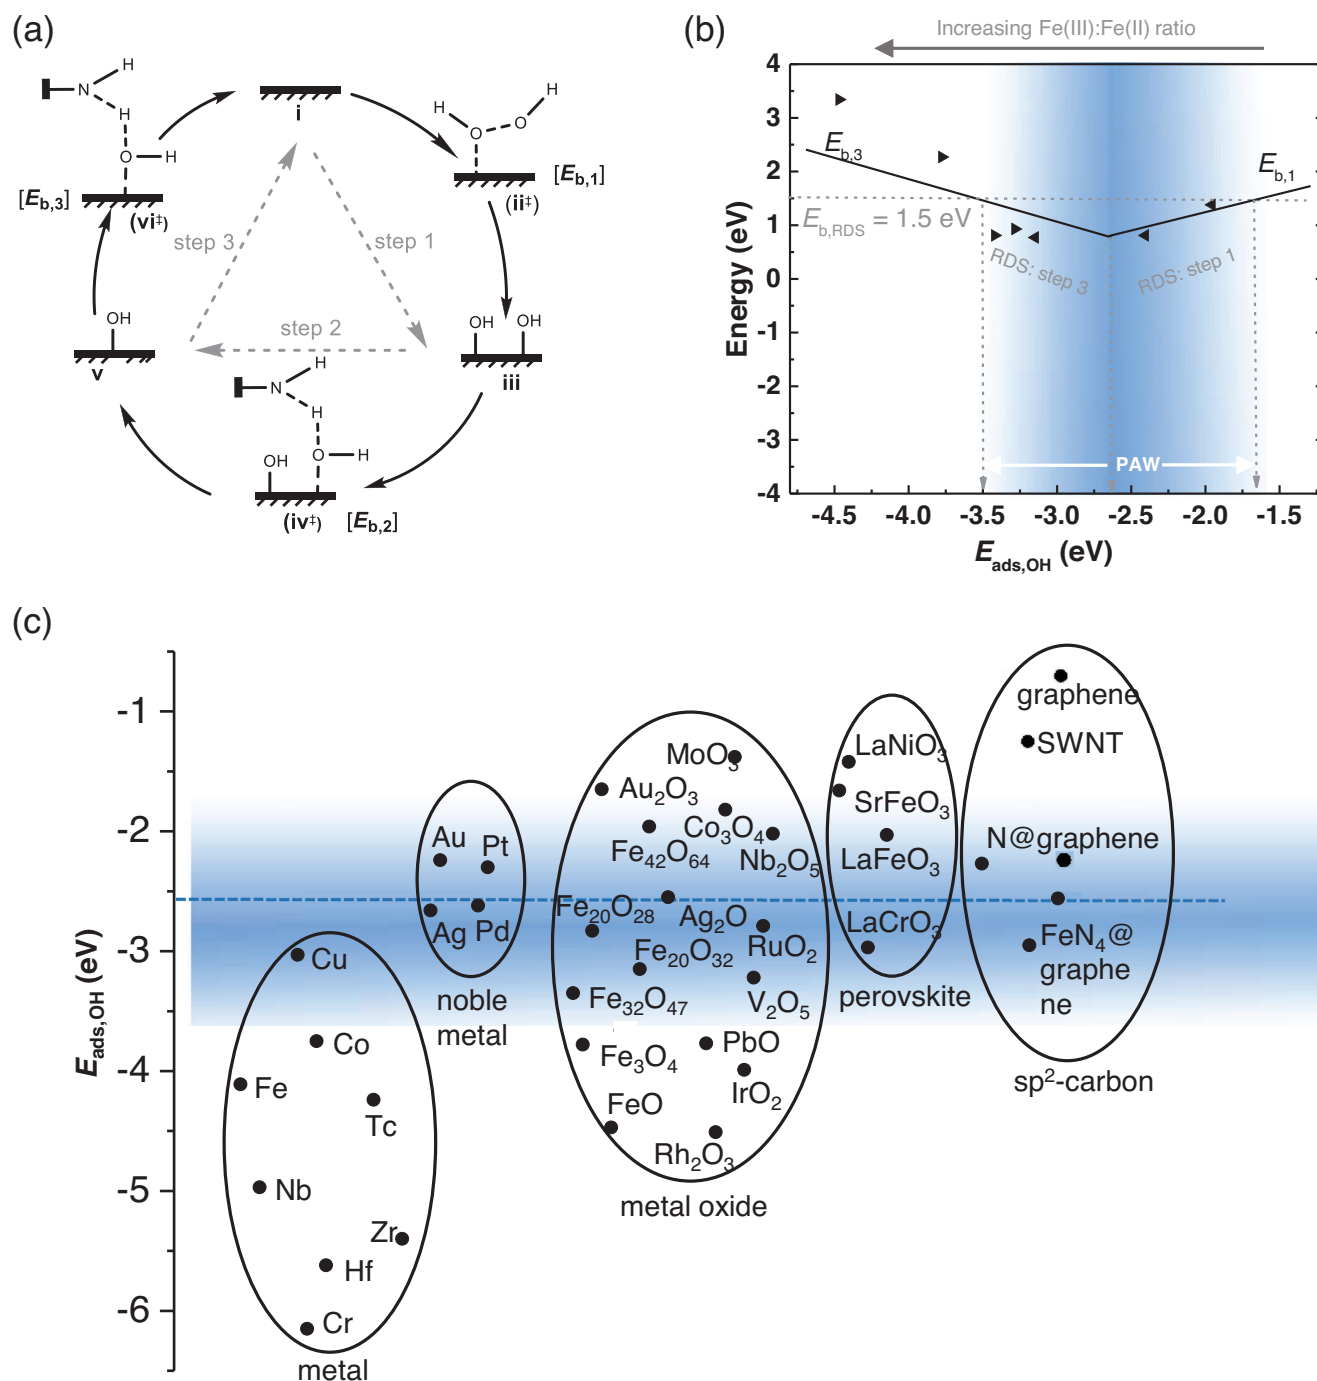 (a)
H
N
H
O
H
[Eb,3]
(vi‡)
i
H
H
O
O
[Eb,1]
(ii‡)
step 3
step 1
step 2
OH
v
OH
OH
iii
H
N
H
OH
O
H
(iv‡)
[Eb,2]
(b)
Increasing Fe(III):Fe(II) ratio
4
3
2
1
0
-1
-2
-3
-4
Energy (eV)
Eb,3
Eb,1
Eb,RDS = 1.5 eV
RDS: step 3
RDS: step 1
PAW
-4.5 -4.0 -3.5 -3.0 -2.5 -2.0 -1.5
Eads,OH (eV)
(c)
-1
-2
-3
-4
-5
-6
Eads,OH (eV)
Cu
Co
Fe
Tc
Nb
Zr
Hf
Cr
metal
Au
Pt
Ag
Pd
noble
metal
MoO3
Au2O3
Co3O4
Fe42O64
Nb2O5
Fe20O28
Ag2O
RuO2
Fe20O32
V2O5
Fe32O47
PbO
Fe3O4
IrO2
FeO
Rh2O3
metal oxide
LaNiO3
SrFeO3
LaFeO3
LaCrO3
perovskite
graphene
SWNT
N@graphene
FeN4@
graphe
ne
sp²-carbon